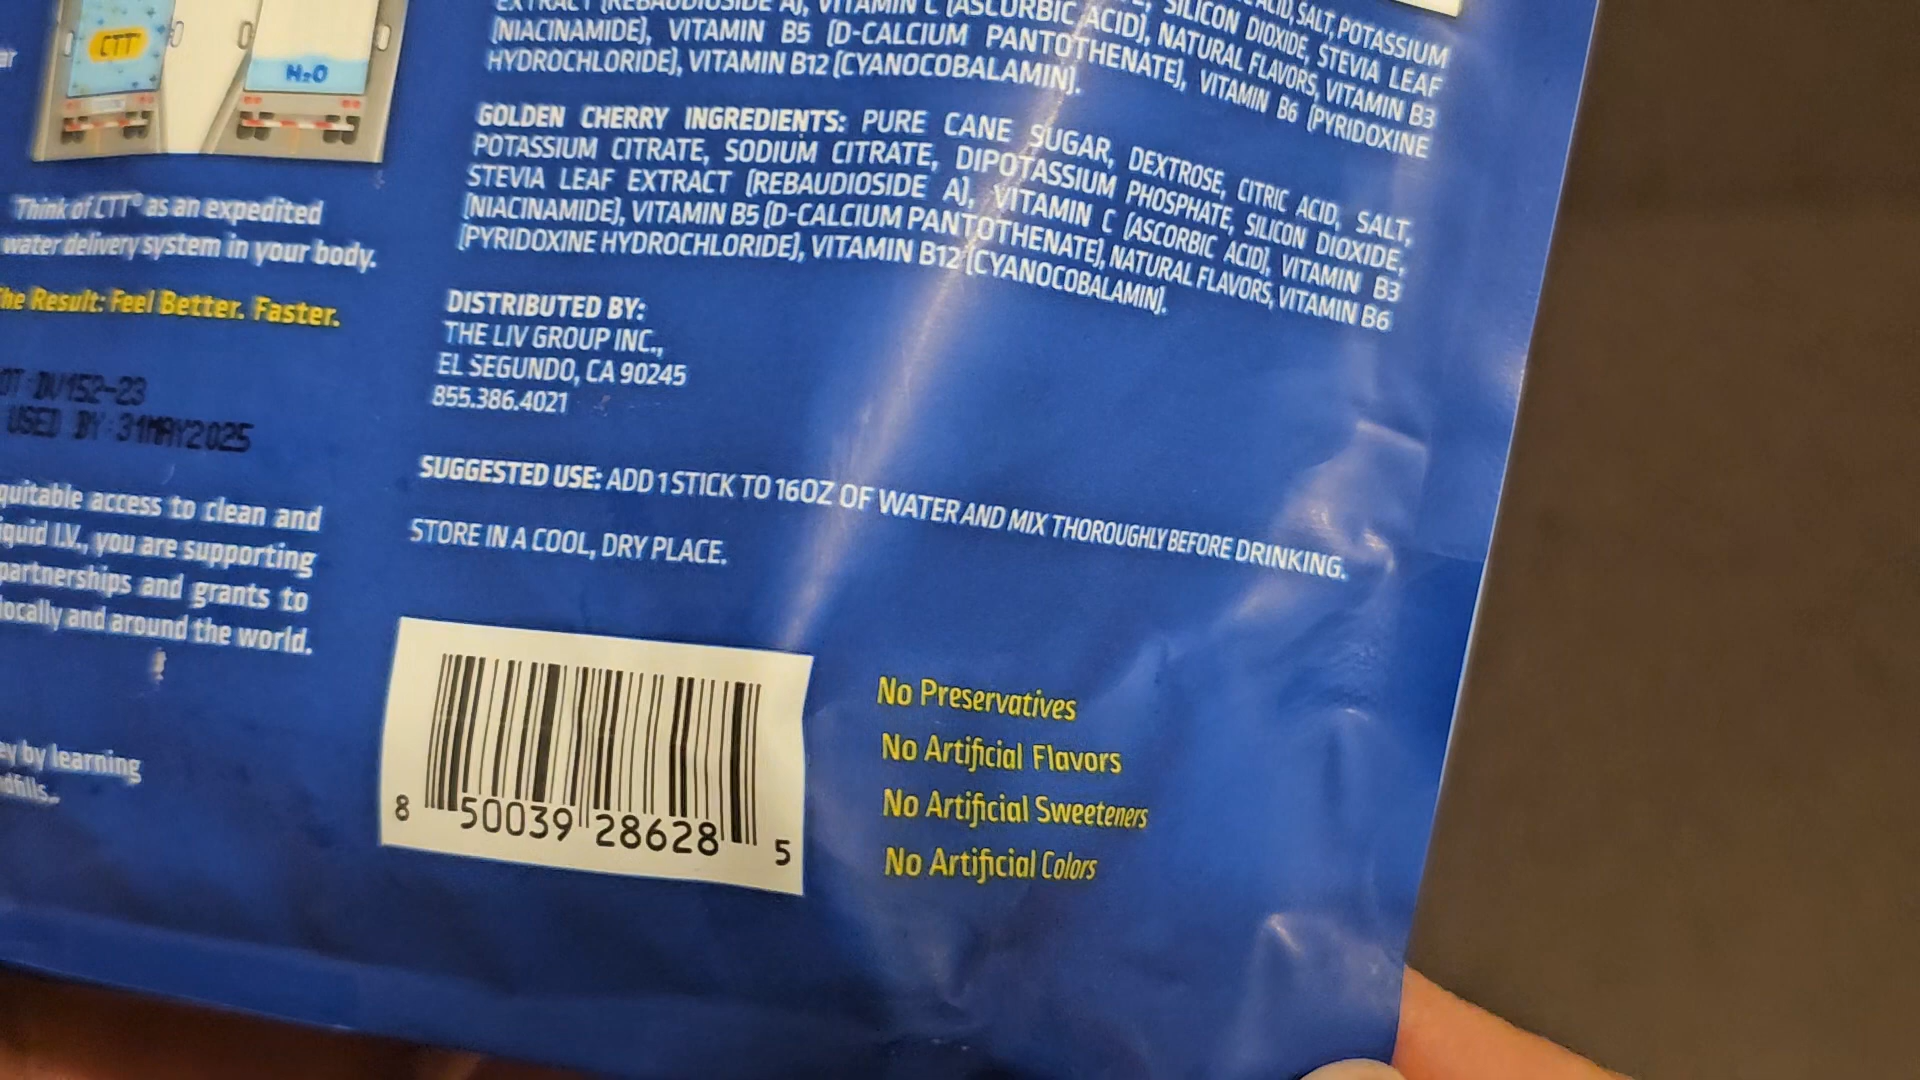 CTT
H₂O
Think of CTT® as an expedited
water delivery system in your body.
The Result: Feel Better. Faster.
DV152-23
USED BY: 31MAY2025
access to clean and
I.V., you are supporting
partnerships and grants to
locally and around the world.
by learning
ACID, SALT, POTASSIUM
SILICON DIOXIDE, STEVIA LEAF
EXTRACT (REBAUDIOSIDE A), VITAMIN C (ASCORBIC ACID), NATURAL FLAVORS, VITAMIN B3
(NIACINAMIDE), VITAMIN B5 (D-CALCIUM PANTOTHENATE), VITAMIN B6 (PYRIDOXINE
HYDROCHLORIDE), VITAMIN B12 (CYANOCOBALAMIN).
GOLDEN CHERRY INGREDIENTS: PURE CANE SUGAR, DEXTROSE, CITRIC ACID, SALT,
POTASSIUM CITRATE, SODIUM CITRATE, DIPOTASSIUM PHOSPHATE, SILICON DIOXIDE,
STEVIA LEAF EXTRACT (REBAUDIOSIDE A), VITAMIN C (ASCORBIC ACID), VITAMIN B3
(NIACINAMIDE), VITAMIN B5 (D-CALCIUM PANTOTHENATE), NATURAL FLAVORS, VITAMIN B6
(PYRIDOXINE HYDROCHLORIDE), VITAMIN B12 (CYANOCOBALAMIN).
DISTRIBUTED BY:
THE LIV GROUP INC.,
EL SEGUNDO, CA 90245
855.386.4021
SUGGESTED USE: ADD 1 STICK TO 16OZ OF WATER AND MIX THOROUGHLY BEFORE DRINKING.
STORE IN A COOL, DRY PLACE.
8 50039 28628 5
No Preservatives
No Artificial Flavors
No Artificial Sweeteners
No Artificial Colors